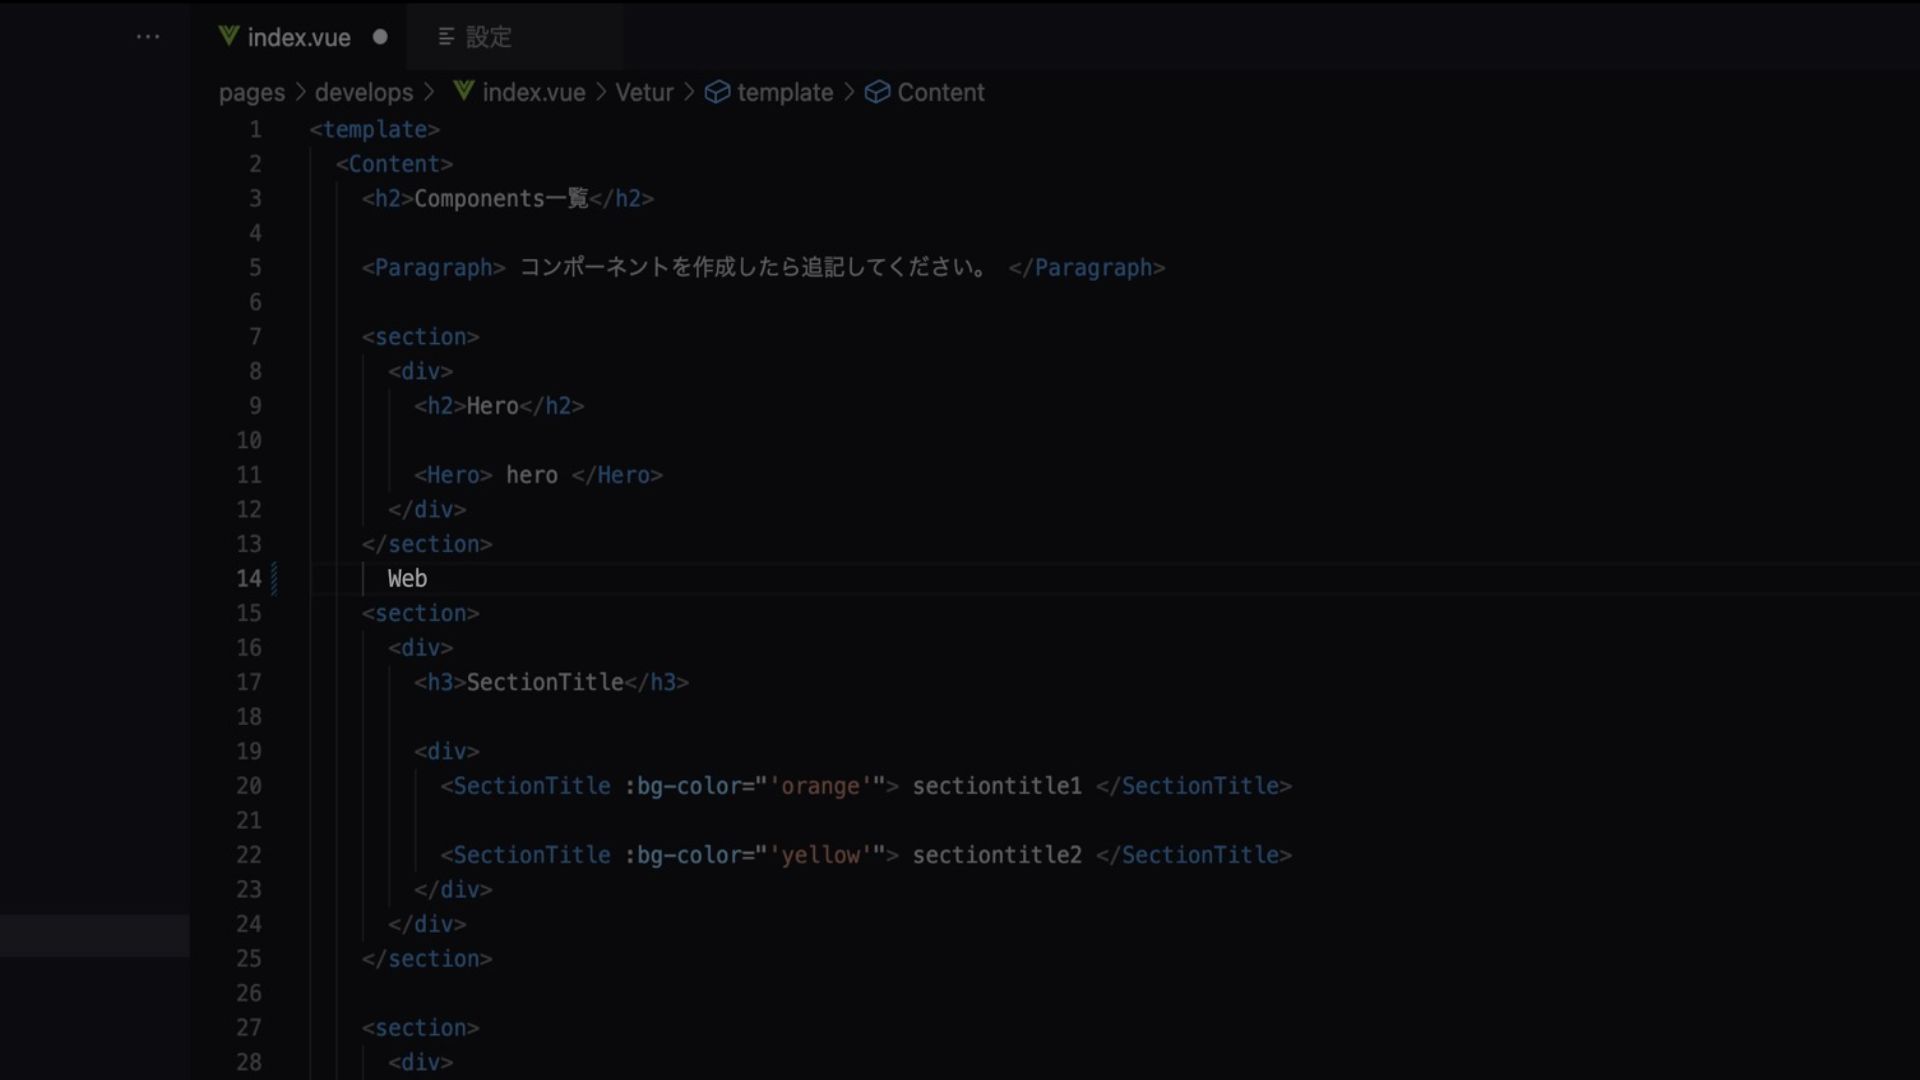 index.vue
設定
pages > develops > index.vue > Vetur > template > Content
1 <template>
2 <Content>
3 <h2>Components一覧</h2>
4
5 <Paragraph> コンポーネントを作成したら追記してください。 </Paragraph>
6
7 <section>
8 <div>
9 <h2>Hero</h2>
10
11 <Hero> hero </Hero>
12 </div>
13 </section>
14 Web
15 <section>
16 <div>
17 <h3>SectionTitle</h3>
18
19 <div>
20 <SectionTitle :bg-color="'orange'"> sectiontitle1 </SectionTitle>
21
22 <SectionTitle :bg-color="'yellow'"> sectiontitle2 </SectionTitle>
23 </div>
24 </div>
25 </section>
26
27 <section>
28 <div>